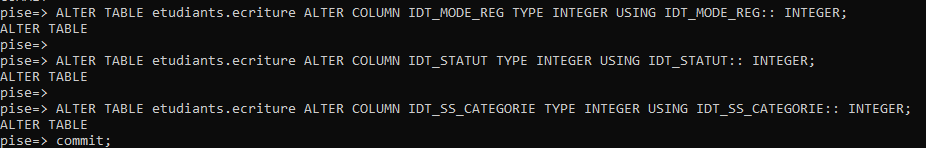 pise=> ALTER TABLE etudiants.ecriture ALTER COLUMN IDT_MODE_REG TYPE INTEGER USING IDT_MODE_REG:: INTEGER;
ALTER TABLE
pise=>
pise=> ALTER TABLE etudiants.ecriture ALTER COLUMN IDT_STATUT TYPE INTEGER USING IDT_STATUT:: INTEGER;
ALTER TABLE
pise=>
pise=> ALTER TABLE etudiants.ecriture ALTER COLUMN IDT_SS_CATEGORIE TYPE INTEGER USING IDT_SS_CATEGORIE:: INTEGER;
ALTER TABLE
pise=> commit;